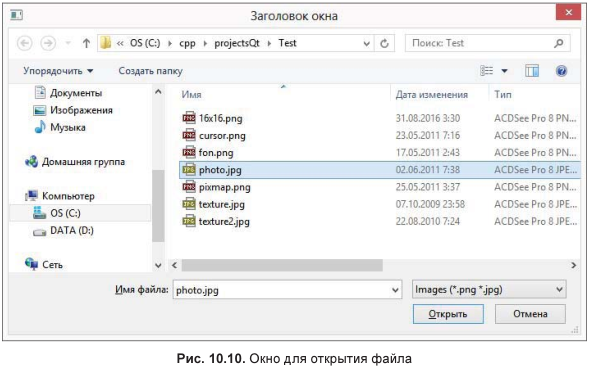 Заголовок окна
« OS (C:) cpp projectsQt Test
Поиск: Test
Упорядочить Создать папку
Документы
Изображения
Музыка
Домашняя группа
Компьютер
OS (C:)
DATA (D:)
Сеть
Имя Дата изменения Тип
16x16.png 31.08.2016 3:30 ACDSee Pro 8 PN...
cursor.png 23.05.2011 7:16 ACDSee Pro 8 PN...
fon.png 17.05.2011 2:43 ACDSee Pro 8 PN...
photo.jpg 02.06.2011 7:38 ACDSee Pro 8 JPE...
pixmap.png 25.05.2011 3:37 ACDSee Pro 8 PN...
texture.jpg 07.10.2009 23:58 ACDSee Pro 8 JPE...
texture2.jpg 22.08.2010 7:24 ACDSee Pro 8 JPE...
Имя файла: photo.jpg Images (*.png *.jpg)
Открыть Отмена
Рис. 10.10. Окно для открытия файла